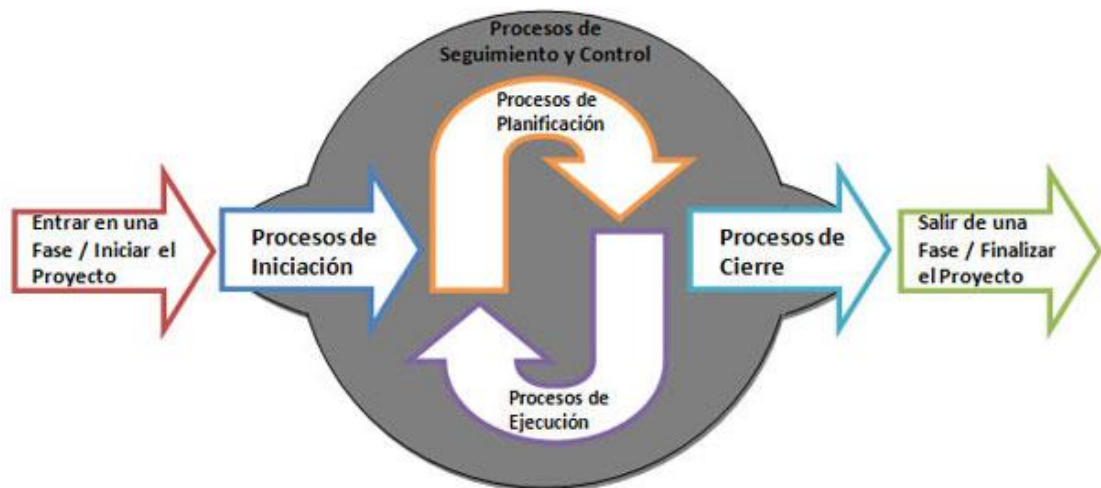 Procesos de
Seguimiento y Control
Procesos de
Planificación
Entrar en una
Fase / Iniciar el
Proyecto
Procesos de
Iniciación
Procesos de
Cierre
Salir de una
Fase / Finalizar
el Proyecto
Procesos de
Ejecución